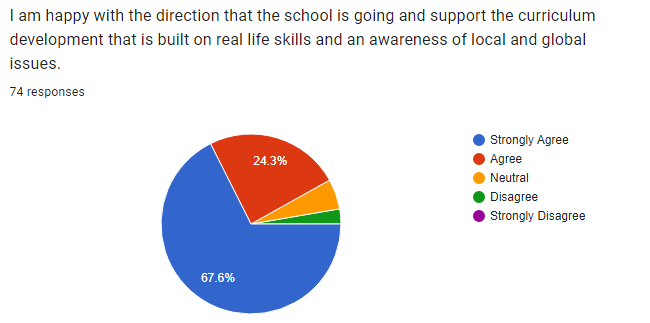 I am happy with the direction that the school is going and support the curriculum
development that is built on real life skills and an awareness of local and global
issues.
74 responses
24.3%
67.6%
Strongly Agree
Agree
Neutral
Disagree
Strongly Disagree